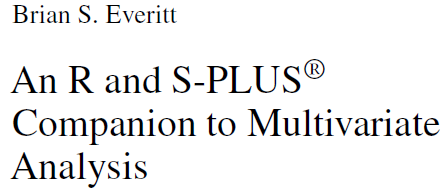 Brian S. Everitt
An R and S-PLUS®
Companion to Multivariate
Analysis